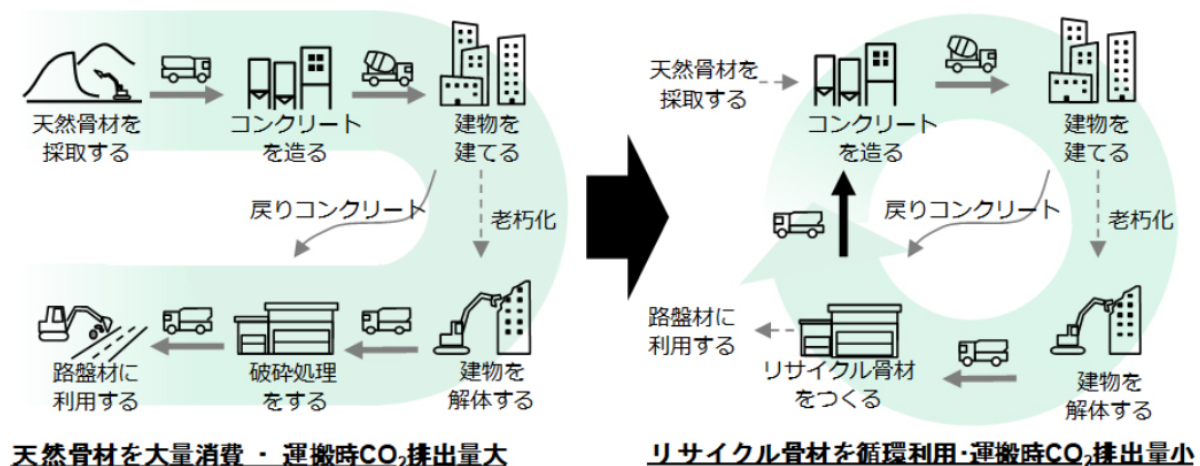 天然骨材を
採取する
コンクリート
を造る
建物を
建てる
戻りコンクリート
老朽化
路盤材に
利用する
破砕処理
をする
建物を
解体する
天然骨材を大量消費 ・ 運搬時CO₂排出量大
天然骨材を
採取する
コンクリート
を造る
建物を
建てる
戻りコンクリート
老朽化
路盤材に
利用する
リサイクル骨材
をつくる
建物を
解体する
リサイクル骨材を循環利用・運搬時CO₂排出量小